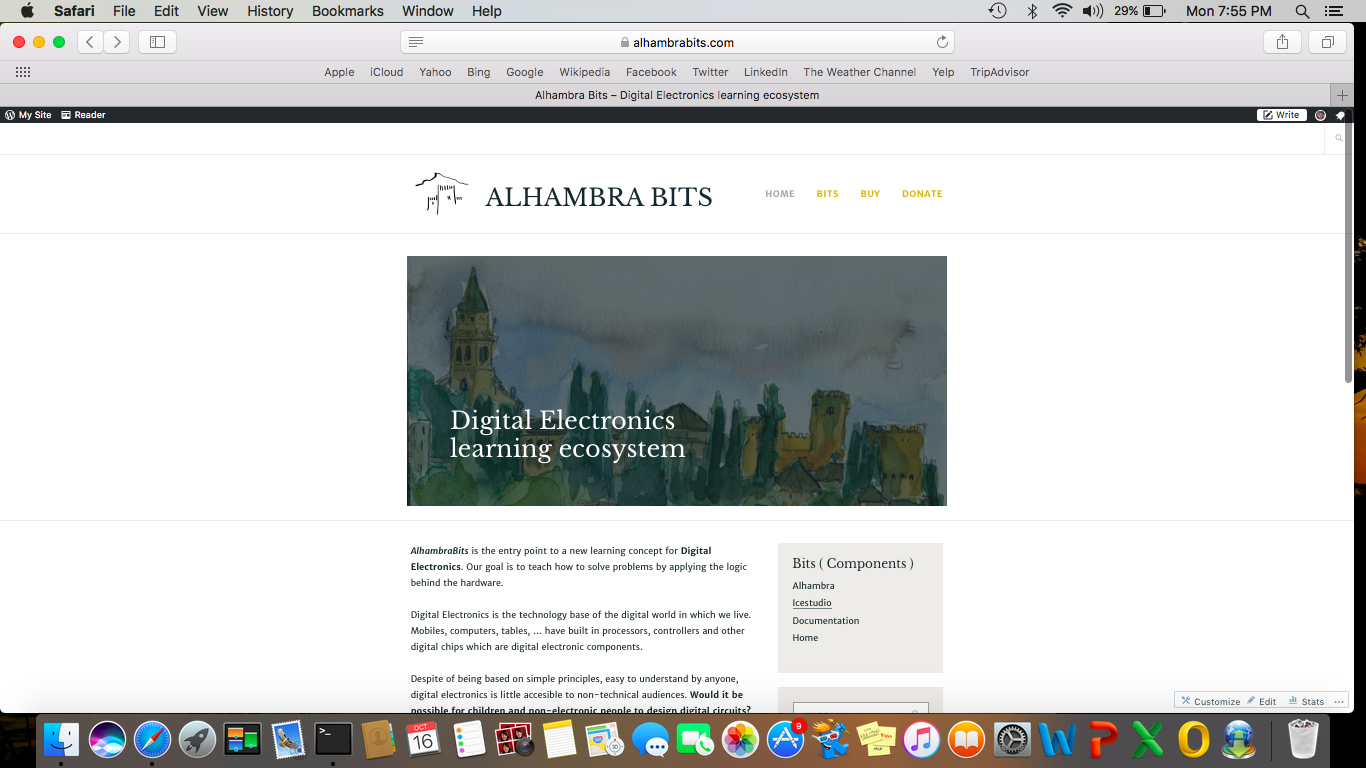 Safari File Edit View History Bookmarks Window Help 29% Mon 7:55 PM
alhambrabits.com
Apple iCloud Yahoo Bing Google Wikipedia Facebook Twitter LinkedIn The Weather Channel Yelp TripAdvisor
Alhambra Bits – Digital Electronics learning ecosystem
My Site Reader Write
ALHAMBRA BITS HOME BITS BUY DONATE
Digital Electronics
learning ecosystem
AlhambraBits is the entry point to a new learning concept for Digital
Electronics. Our goal is to teach how to solve problems by applying the logic
behind the hardware.
Digital Electronics is the technology base of the digital world in which we live.
Mobiles, computers, tables, ... have built in processors, controllers and other
digital chips which are digital electronic components.
Despite of being based on simple principles, easy to understand by anyone,
digital electronics is little accesible to non-technical audiences. Would it be
possible for children and non-electronic people to design digital circuits?
Bits ( Components )
Alhambra
Icestudio
Documentation
Home
Customize Edit Stats ...
OCT
16
9